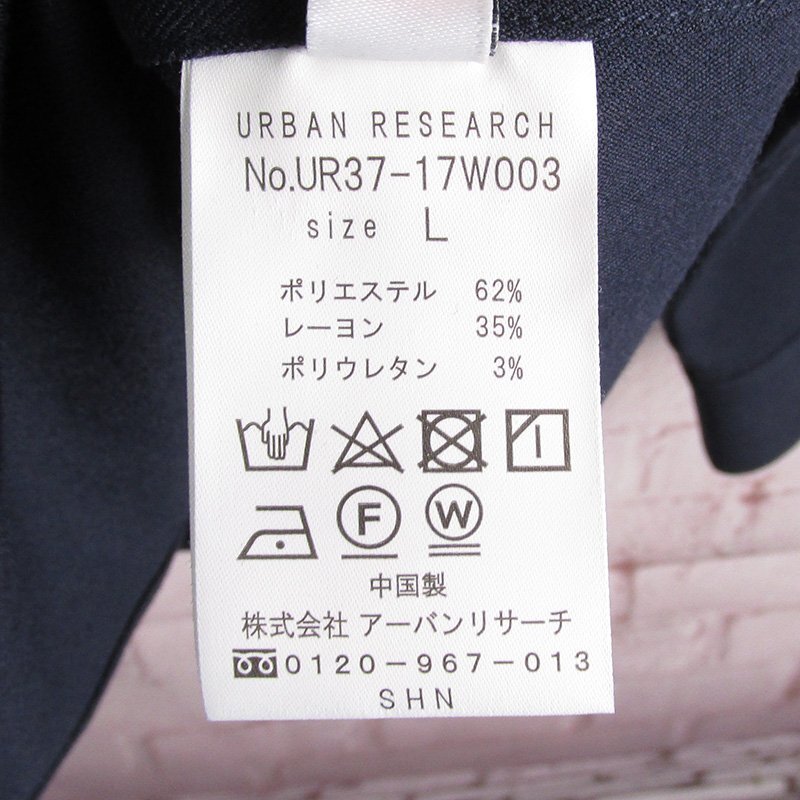 URBAN RESEARCH
No.UR37-17W003
size L
ポリエステル 62%
レーヨン 35%
ポリウレタン 3%
F W
中国製
株式会社 アーバンリサーチ
0120-967-013
SHN